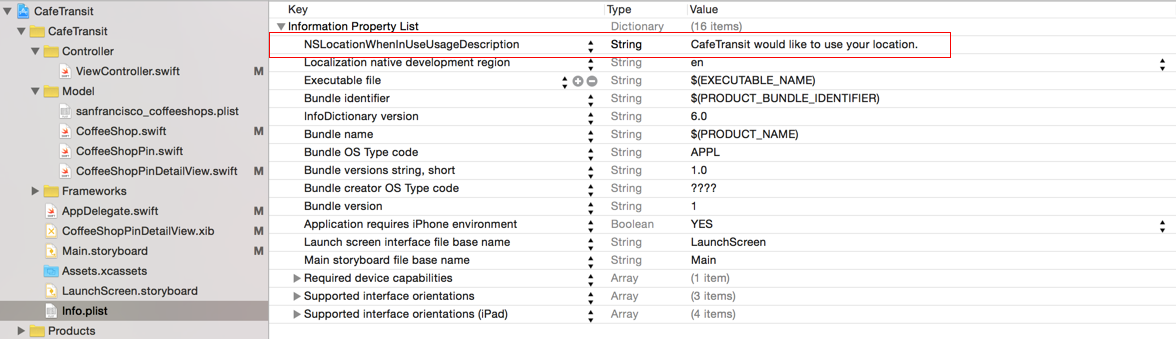 CafeTransit
CafeTransit
Controller
ViewController.swift M
Model
sanfrancisco_coffeeshops.plist
CoffeeShop.swift M
CoffeeShopPin.swift
CoffeeShopPinDetailView.swift M
Frameworks
AppDelegate.swift M
CoffeeShopPinDetailView.xib M
Main.storyboard M
Assets.xcassets
LaunchScreen.storyboard
Info.plist
Products
Key Type Value
Information Property List Dictionary (16 items)
NSLocationWhenInUseUsageDescription String CafeTransit would like to use your location.
Localization native development region String en
Executable file String $(EXECUTABLE_NAME)
Bundle identifier String $(PRODUCT_BUNDLE_IDENTIFIER)
InfoDictionary version String 6.0
Bundle name String $(PRODUCT_NAME)
Bundle OS Type code String APPL
Bundle versions string, short String 1.0
Bundle creator OS Type code String ????
Bundle version String 1
Application requires iPhone environment Boolean YES
Launch screen interface file base name String LaunchScreen
Main storyboard file base name String Main
Required device capabilities Array (1 item)
Supported interface orientations Array (3 items)
Supported interface orientations (iPad) Array (4 items)